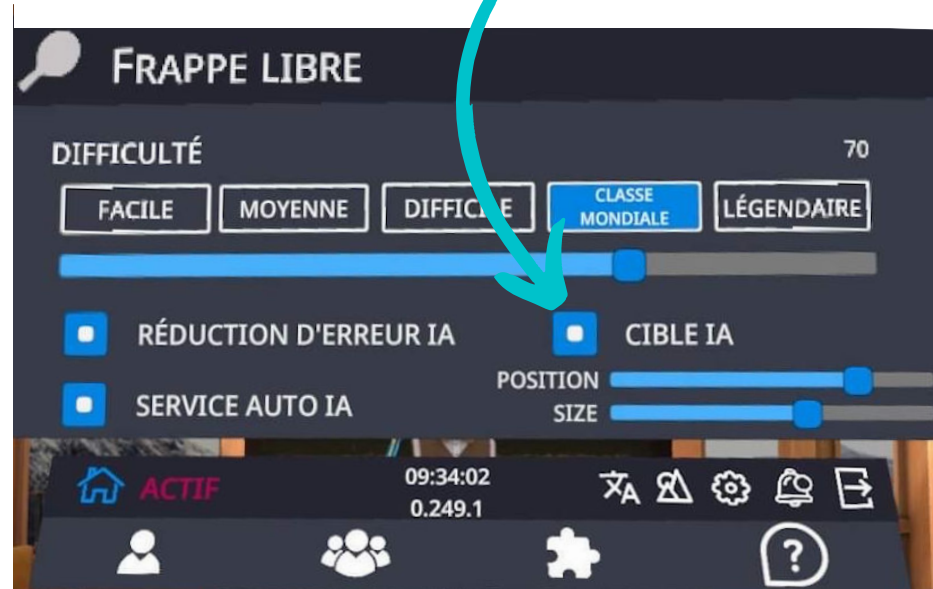 FRAPPE LIBRE
DIFFICULTÉ 70
FACILE MOYENNE DIFFICILE CLASSE MONDIALE LÉGENDAIRE
RÉDUCTION D'ERREUR IA CIBLE IA
POSITION
SERVICE AUTO IA SIZE
ACTIF 09:34:02
0.249.1